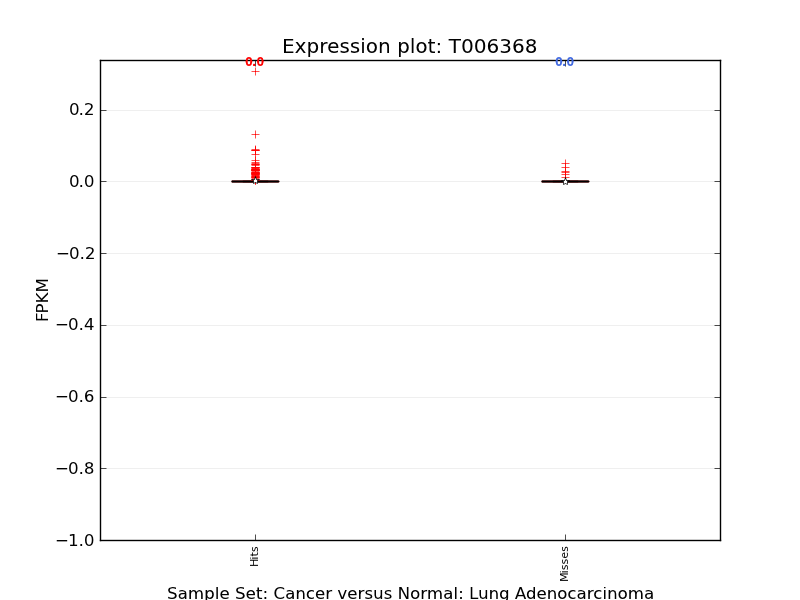 Expression plot: T006368
0.0 0.0
0.2
0.0
−0.2
−0.4
−0.6
−0.8
−1.0
FPKM
Hits
Misses
Sample Set: Cancer versus Normal: Lung Adenocarcinoma